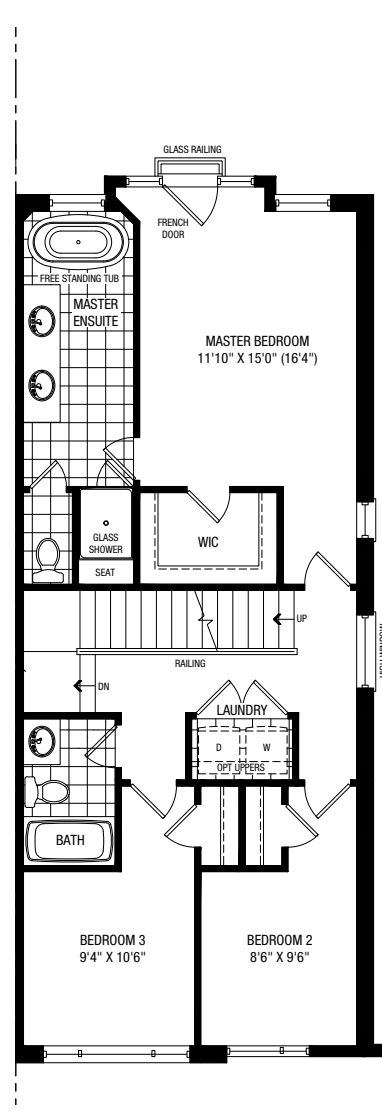 GLASS RAILING
FRENCH
DOOR
FREE STANDING TUB
MASTER
ENSUITE
MASTER BEDROOM
11'10" X 15'0" (16'4")
GLASS
SHOWER
SEAT
WIC
UP
RAILING
HIGH WINDOW
DN
LAUNDRY
D
W
OPT UPPERS
BATH
BEDROOM 3
9'4" X 10'6"
BEDROOM 2
8'6" X 9'6"